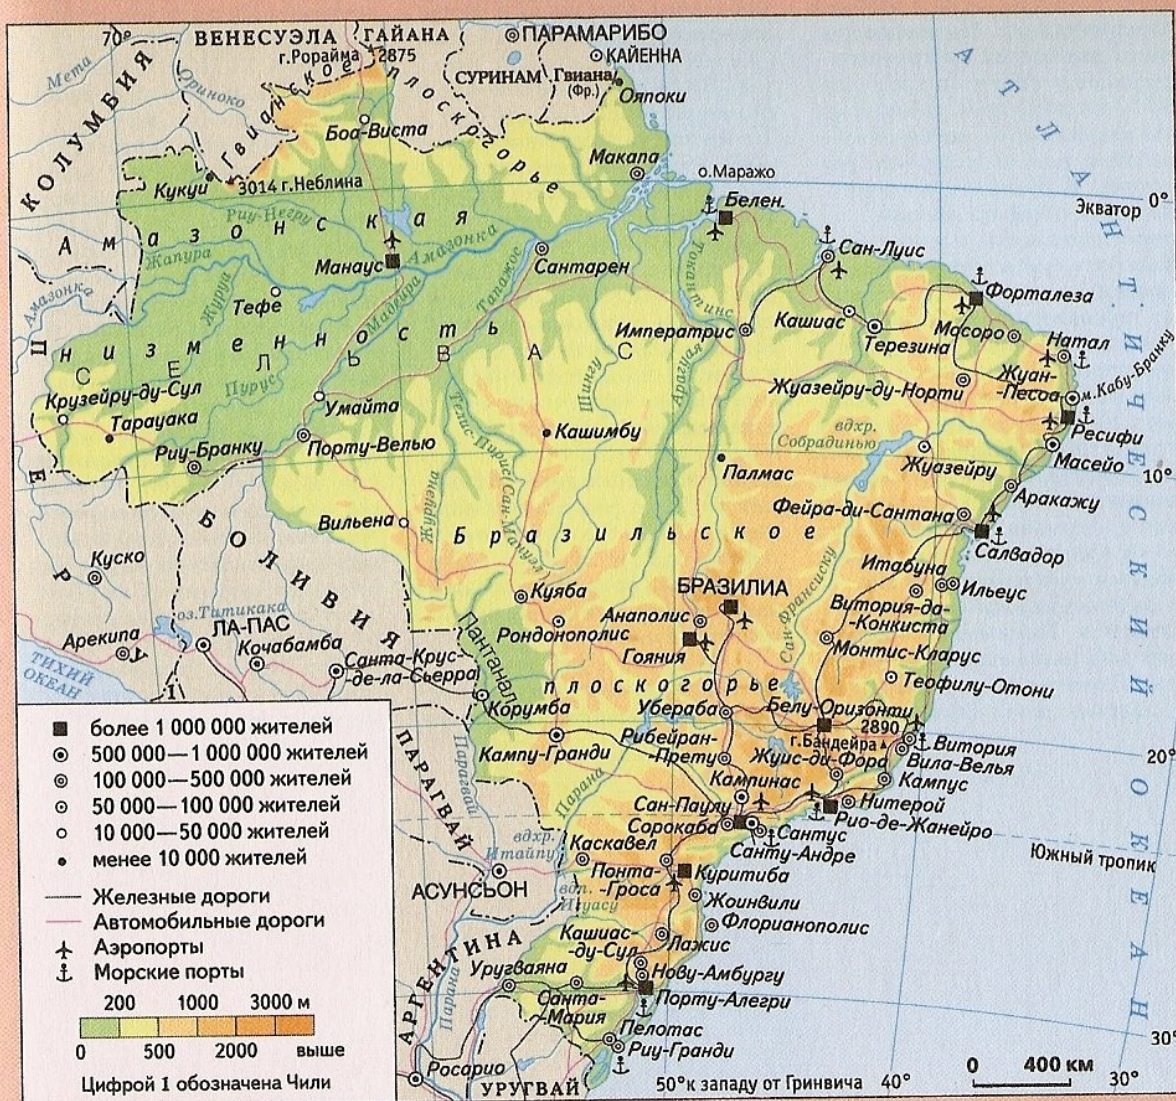 70°
ВЕНЕСУЭЛА
ГАЙАНА
ПАРАМАРИБО
г.Рорайма
2875
КАЙЕННА
СУРИНАМ
Гвиана
(Фр.)
Ояпоки
КОЛУМБИЯ
Мета
Ориноко
Гвианское плоскогорье
Боа-Виста
Макапа
о.Маражо
АТЛАНТИЧЕСКИЙ ОКЕАН
Кукуи
3014 г.Неблина
Белен
0°
Экватор
Риу-Негру
Амазонская
Жапура
Амазонка
Манаус
Сантарен
Сан-Луис
Амазонк
Журуа
Тефе
Мадейра
Тапажос
Токантинс
Форталеза
низменность
СЕЛЬВАС
Императрис
Кашиас
Терезина
Масоро
Натал
Пурус
Шингу
Арагуая
Жуазейру-ду-Норти
Жуан-
-Песоа
м.Кабу-Бранку
Крузейру-ду-Сул
Тарауака
Умайта
Кашимбу
вдхр.
Собрадинью
Ресифи
Риу-Бранку
Порту-Велью
Телис-Пирис(Сан-Мануэл
Палмас
Жуазейру
Масейо
10°
ПЕР
Журуена
Вильена
Фейра-ди-Сантана
Аракажу
Бразильское
Салвадор
БОЛИВИЯ
Куско
Куяба
БРАЗИЛИА
Сан-Франсиску
Итабуна
Ильеус
Витория-да-
-Конкиста
оз.Титикака
ЛА-ПАС
Анаполис
Рондонополис
Гояния
Монтис-Кларус
Арекипа
Кочабамба
Санта-Крус-
-де-ла-Сьерра
Пантанал
плоскогорье
Теофилу-Отони
ТИХИЙ
ОКЕАН
1
Корумба
Убераба
Белу-Оризонти
2890
г.Бандейра
Витория
20°
Кампу-Гранди
Рибейран-
-Прету
Жуис-ди-Фора
Вила-Велья
ПАРАГВАЙ
Парагвай
Парана
Кампинас
Кампус
Сан-Паулу
Нитерой
Сорокаба
Сантус
Рио-де-Жанейро
Санту-Андре
вдхр.
Итайпу
Каскавел
Южный тропик
АСУНСЬОН
Понта-
-Гроса
Куритиба
вдп.
Игуасу
Жоинвили
Флорианополис
Кашиас-
-ду-Сул
Лажис
АРГЕНТИНА
Парана
Уругваяна
Нову-Амбургу
Санта-
-Мария
Порту-Алегри
Пелотас
Риу-Гранди
30°
Росарио
УРУГВАЙ
50°к западу от Гринвича
40°
0 400 км
30°
более 1 000 000 жителей
500 000—1 000 000 жителей
100 000—500 000 жителей
50 000—100 000 жителей
10 000—50 000 жителей
менее 10 000 жителей
Железные дороги
Автомобильные дороги
Аэропорты
Морские порты
200 1000 3000 м
0 500 2000 выше
Цифрой 1 обозначена Чили